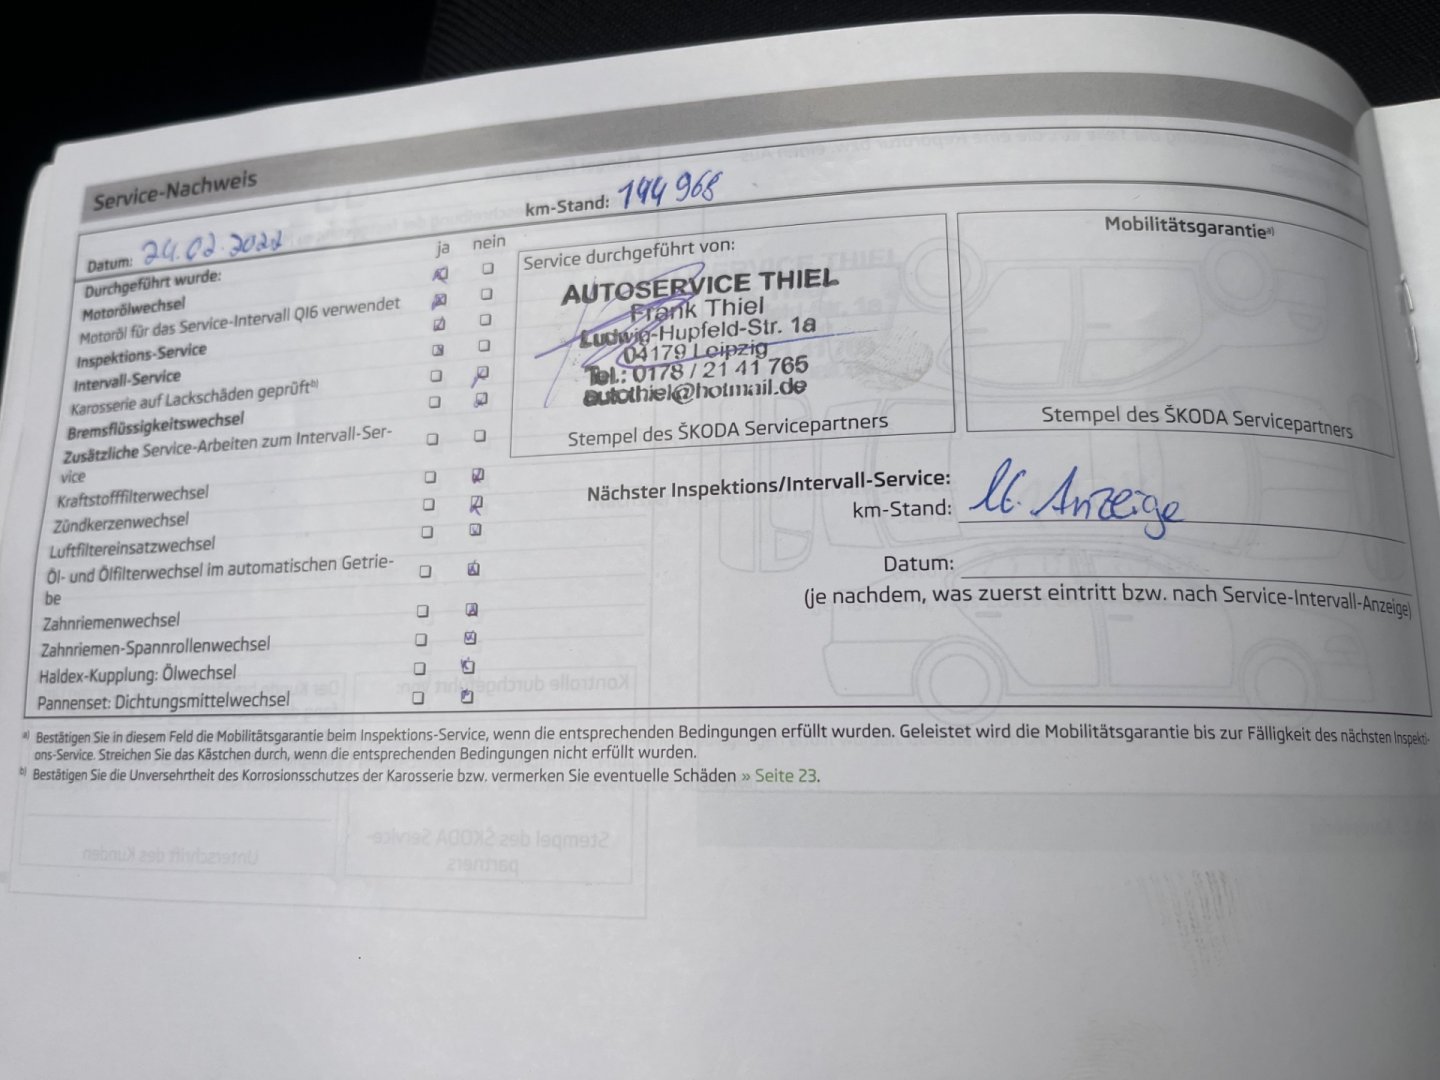 Service-Nachweis
Datum: 24.02.2022
km-Stand: 144 968
Durchgeführt wurde:
ja nein
Motorölwechsel
Motoröl für das Service-Intervall QI6 verwendet
Inspektions-Service
Intervall-Service
Karosserie auf Lackschäden geprüft b)
Bremsflüssigkeitswechsel
Zusätzliche Service-Arbeiten zum Intervall-Ser-
vice
Kraftstofffilterwechsel
Zündkerzenwechsel
Luftfiltereinsatzwechsel
Öl- und Ölfilterwechsel im automatischen Getrie-
be
Zahnriemenwechsel
Zahnriemen-Spannrollenwechsel
Haldex-Kupplung: Ölwechsel
Pannenset: Dichtungsmittelwechsel
Service durchgeführt von:
AUTOSERVICE THIEL
Frank Thiel
Ludwig-Hupfeld-Str. 1a
04179 Leipzig
Tel.: 0178 / 21 41 765
autothiel@hotmail.de
Stempel des ŠKODA Servicepartners
Mobilitätsgarantie a)
Stempel des ŠKODA Servicepartners
Nächster Inspektions/Intervall-Service:
km-Stand: Anzeige
Datum:
(je nachdem, was zuerst eintritt bzw. nach Service-Intervall-Anzeige)
a) Bestätigen Sie in diesem Feld die Mobilitätsgarantie beim Inspektions-Service, wenn die entsprechenden Bedingungen erfüllt wurden. Geleistet wird die Mobilitätsgarantie bis zur Fälligkeit des nächsten Inspekti-
ons-Service. Streichen Sie das Kästchen durch, wenn die entsprechenden Bedingungen nicht erfüllt wurden.
b) Bestätigen Sie die Unversehrtheit des Korrosionsschutzes der Karosserie bzw. vermerken Sie eventuelle Schäden » Seite 23.